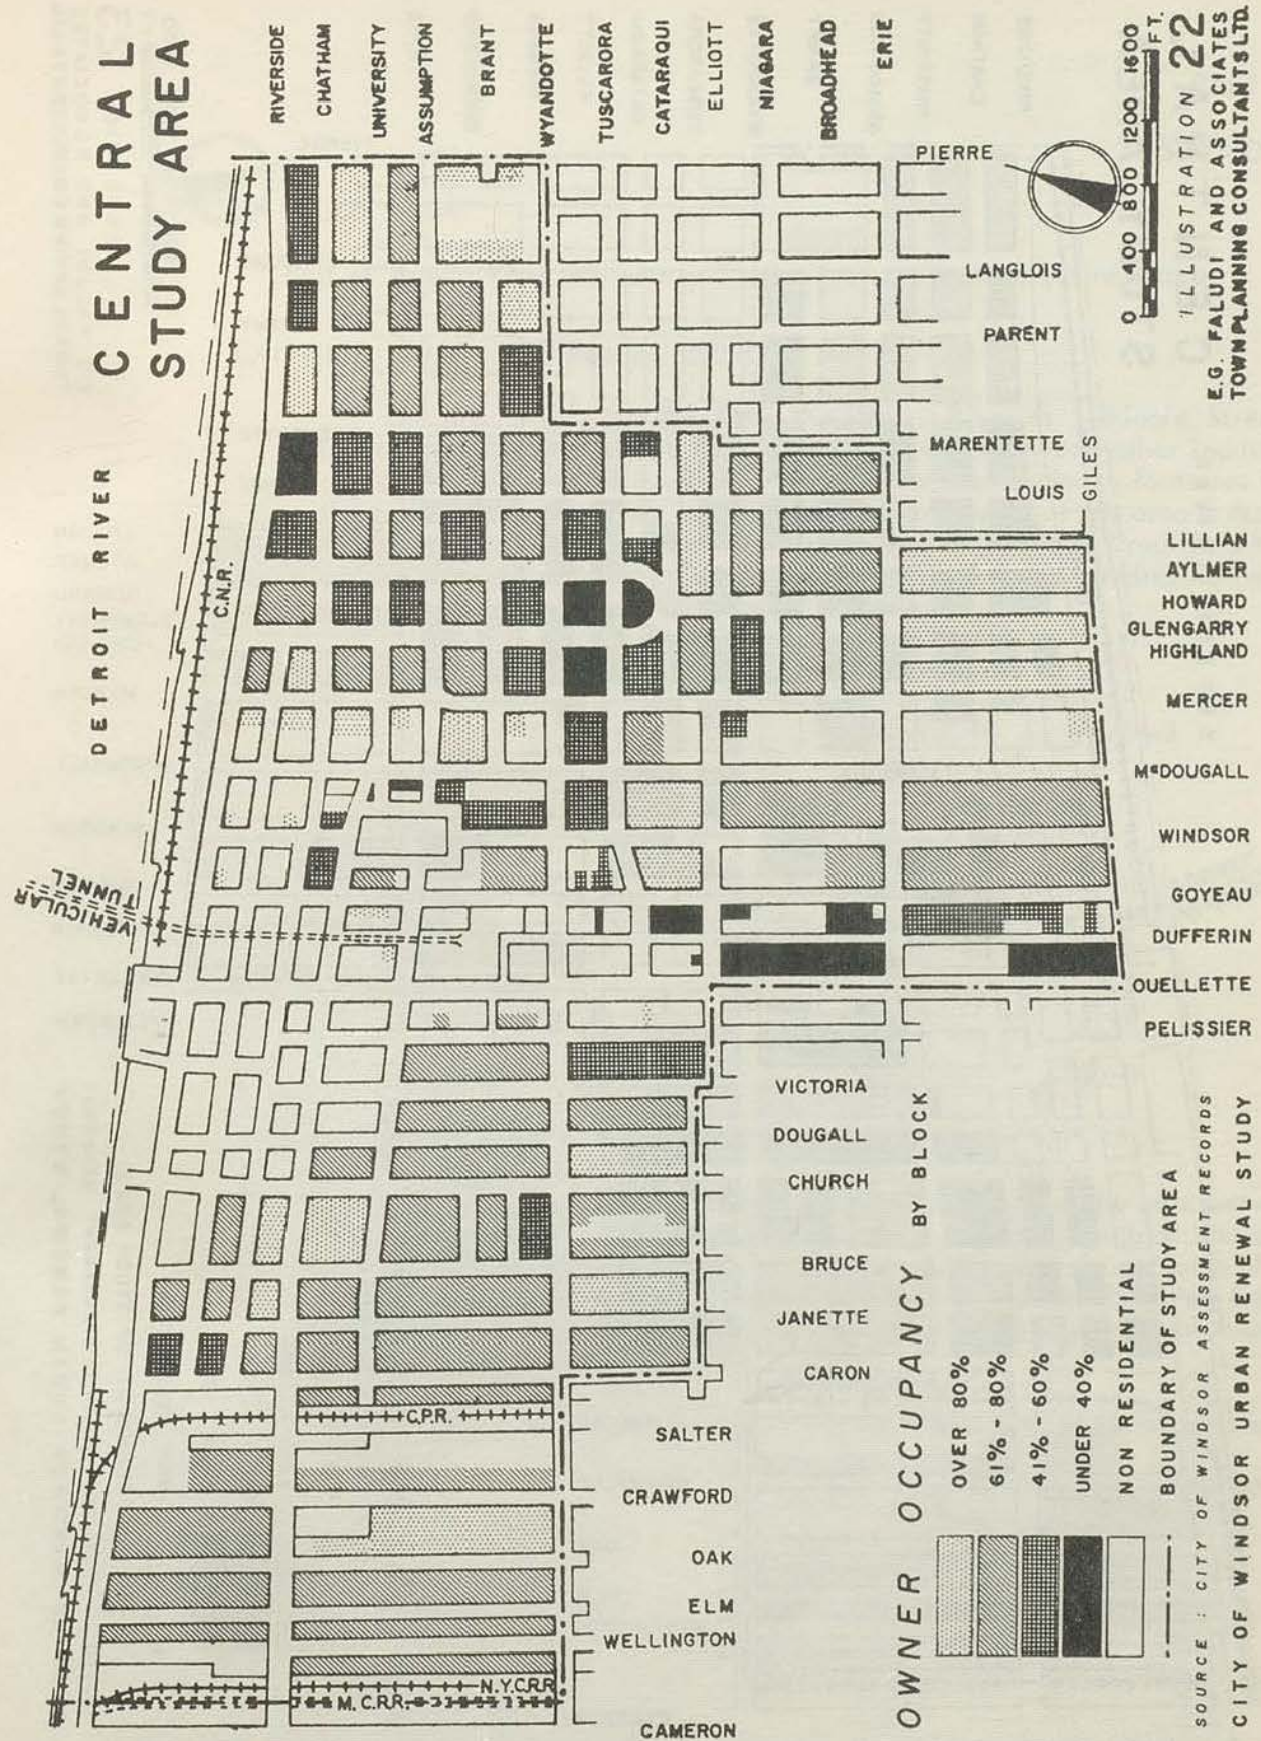 CENTRAL
STUDY AREA
RIVERSIDE
CHATHAM
UNIVERSITY
ASSUMPTION
BRANT
WYANDOTTE
TUSCARORA
CATARAQUI
ELLIOTT
NIAGARA
BROADHEAD
ERIE
PIERRE
LANGLOIS
PARENT
MARENTETTE
LOUIS
GILES
LILLIAN
AYLMER
HOWARD
GLENGARRY
HIGHLAND
MERCER
McDOUGALL
WINDSOR
GOYEAU
DUFFERIN
OUELLETTE
PELISSIER
VICTORIA
DOUGALL
CHURCH
BRUCE
JANETTE
CARON
SALTER
CRAWFORD
OAK
ELM
WELLINGTON
CAMERON
DETROIT RIVER
C.N.R.
VEHICULAR
TUNNEL
C.P.R.
N.Y.C.R.R.
M.C.R.R.
0 400 800 1200 1600
FT.
ILLUSTRATION 22
E.G. FALUDI AND ASSOCIATES
TOWN PLANNING CONSULTANTS LTD.
OWNER OCCUPANCY BY BLOCK
OVER 80%
61% - 80%
41% - 60%
UNDER 40%
NON RESIDENTIAL
BOUNDARY OF STUDY AREA
SOURCE : CITY OF WINDSOR ASSESSMENT RECORDS
CITY OF WINDSOR URBAN RENEWAL STUDY